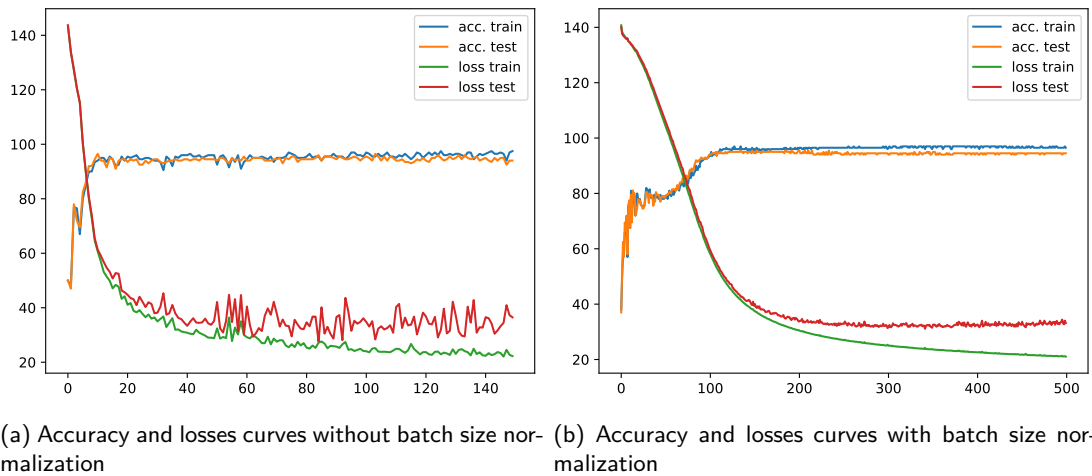 acc. train
acc. test
loss train
loss test
140
120
100
80
60
40
20
0 20 40 60 80 100 120 140
acc. train
acc. test
loss train
loss test
140
120
100
80
60
40
20
0 100 200 300 400 500
(a) Accuracy and losses curves without batch size nor-
malization
(b) Accuracy and losses curves with batch size nor-
malization